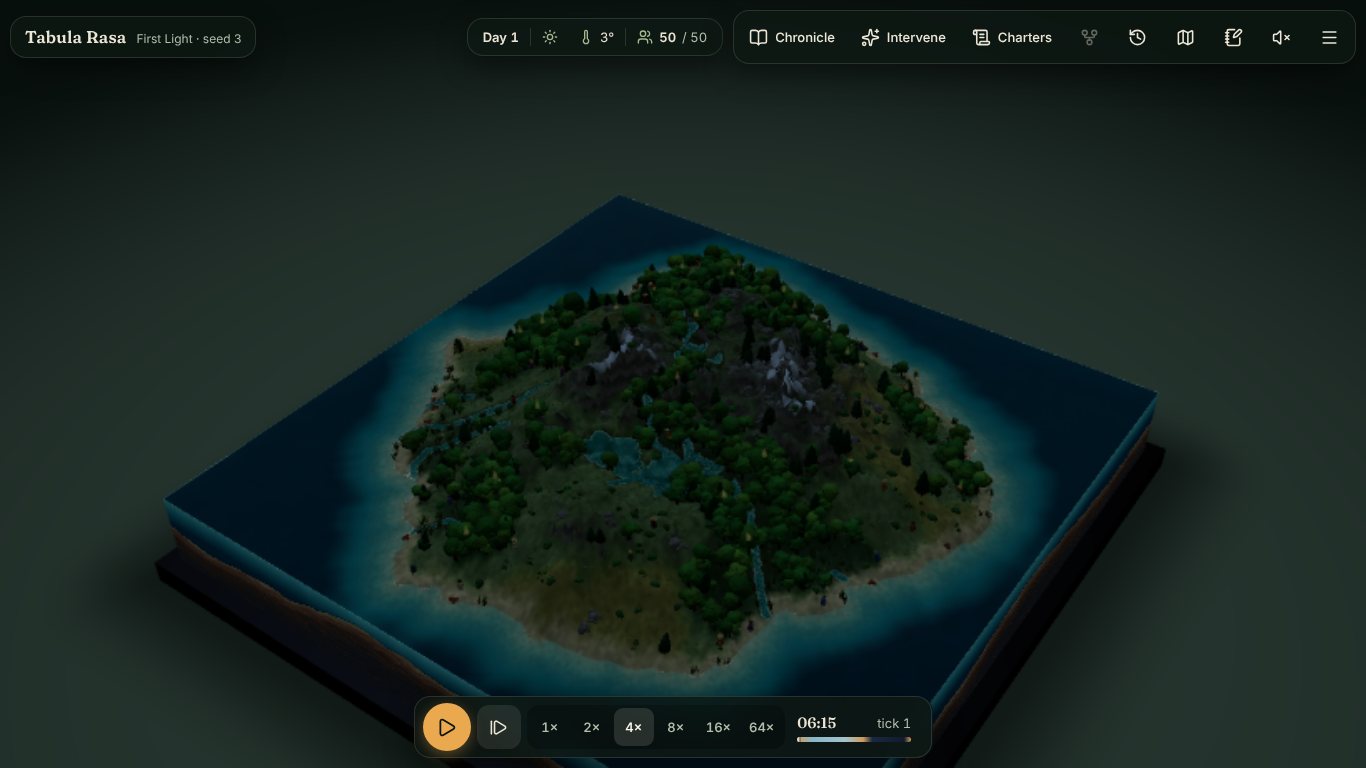 Tabula Rasa First Light · seed 3
Day 1 3° 50 / 50
Chronicle Intervene Charters
1× 2× 4× 8× 16× 64× 06:15 tick 1